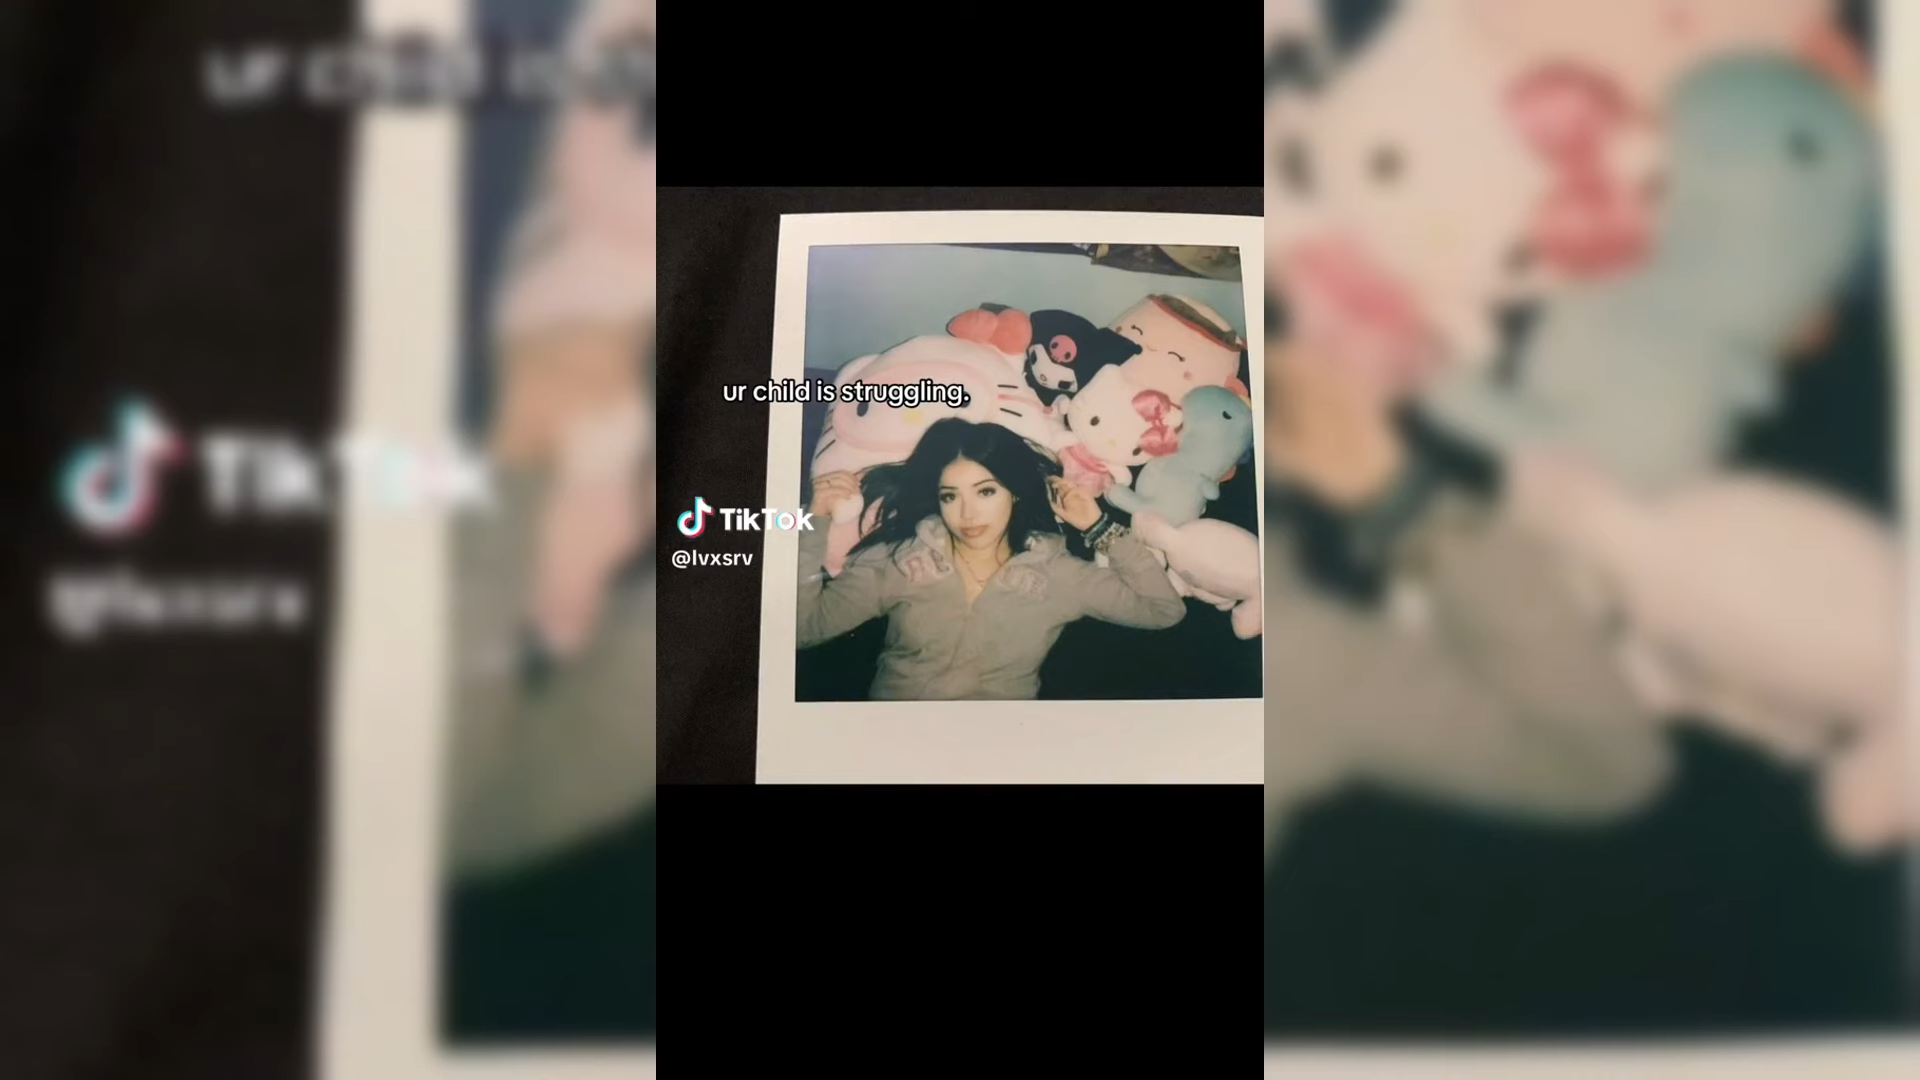 ur child is struggling.
TikTok
@lvxsrv